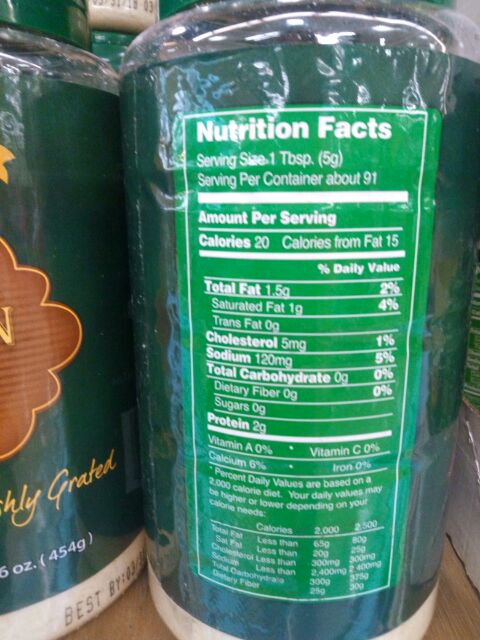 N
shly Grated
6 oz. (454g)
BEST BY:
Nutrition Facts
Serving Size 1 Tbsp. (5g)
Serving Per Container about 91
Amount Per Serving
Calories 20 Calories from Fat 15
% Daily Value
Total Fat 1.5g 2%
Saturated Fat 1g 4%
Trans Fat 0g
Cholesterol 5mg 1%
Sodium 120mg 5%
Total Carbohydrate 0g 0%
Dietary Fiber 0g 0%
Sugars 0g
Protein 2g
Vitamin A 0% • Vitamin C 0%
Calcium 6% • Iron 0%
*Percent Daily Values are based on a
2,000 calorie diet. Your daily values may
be higher or lower depending on your
calorie needs:
Calories 2,000 2,500
Total Fat Less than 65g 80g
Sat Fat Less than 20g 25g
Cholesterol Less than 300mg 300mg
Sodium Less than 2,400mg 2,400mg
Total Carbohydrate 300g 375g
Dietary Fiber 25g 30g